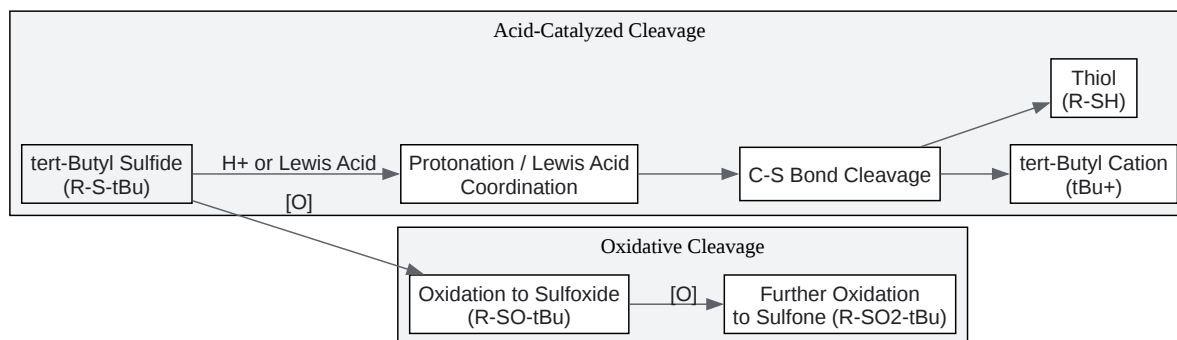 Acid-Catalyzed Cleavage
Thiol
(R-SH)
tert-Butyl Sulfide
(R-S-tBu)
H+ or Lewis Acid
Protonation / Lewis Acid
Coordination
C-S Bond Cleavage
tert-Butyl Cation
(tBu+)
[O]
Oxidative Cleavage
Oxidation to Sulfoxide
(R-SO-tBu)
[O]
Further Oxidation
to Sulfone (R-SO2-tBu)